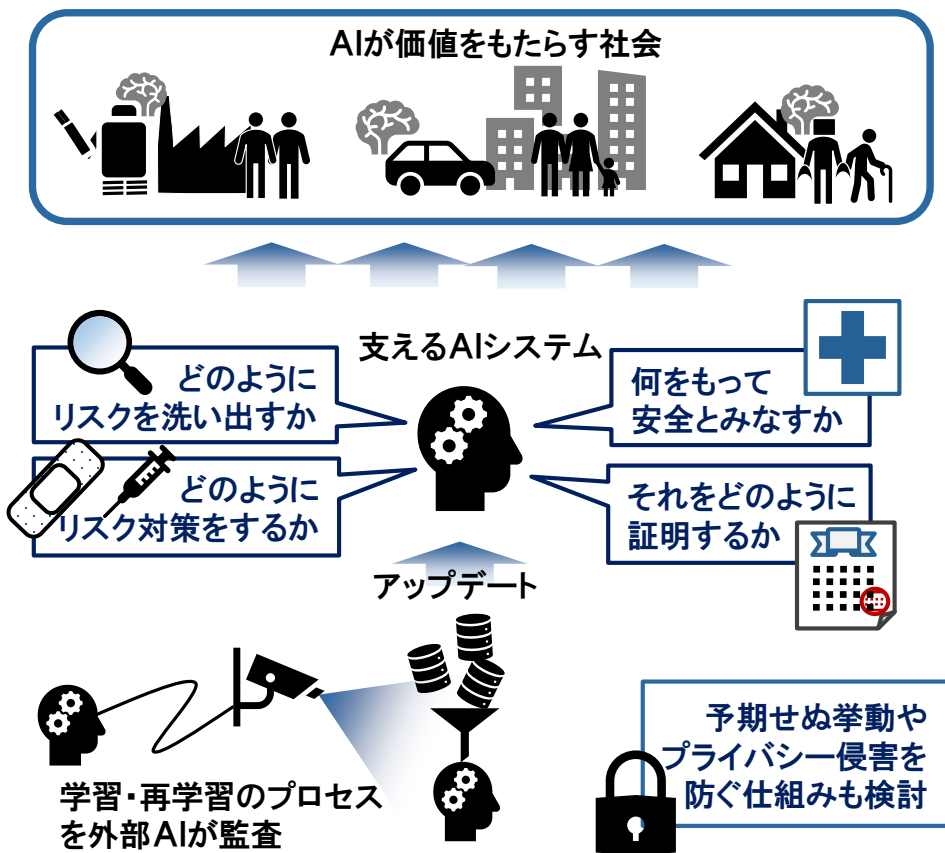 AIが価値をもたらす社会
支えるAIシステム
どのように
リスクを洗い出すか
何をもって
安全とみなすか
どのように
リスク対策をするか
それをどのように
証明するか
アップデート
学習・再学習のプロセス
を外部AIが監査
予期せぬ挙動や
プライバシー侵害を
防ぐ仕組みも検討